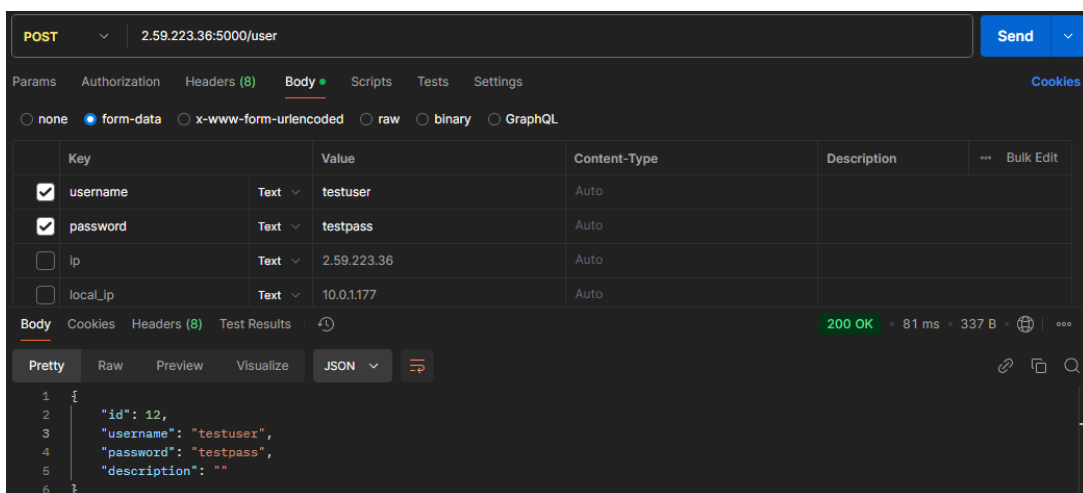 POST 2.59.223.36:5000/user Send
Params Authorization Headers (8) Body Scripts Tests Settings Cookies
none form-data x-www-form-urlencoded raw binary GraphQL
Key Value Content-Type Description Bulk Edit
username Text testuser Auto
password Text testpass Auto
ip Text 2.59.223.36 Auto
local_ip Text 10.0.1.177 Auto
Body Cookies Headers (8) Test Results 200 OK 81 ms 337 B
Pretty Raw Preview Visualize JSON
1 {
2 "id": 12,
3 "username": "testuser",
4 "password": "testpass",
5 "description": ""
6 }